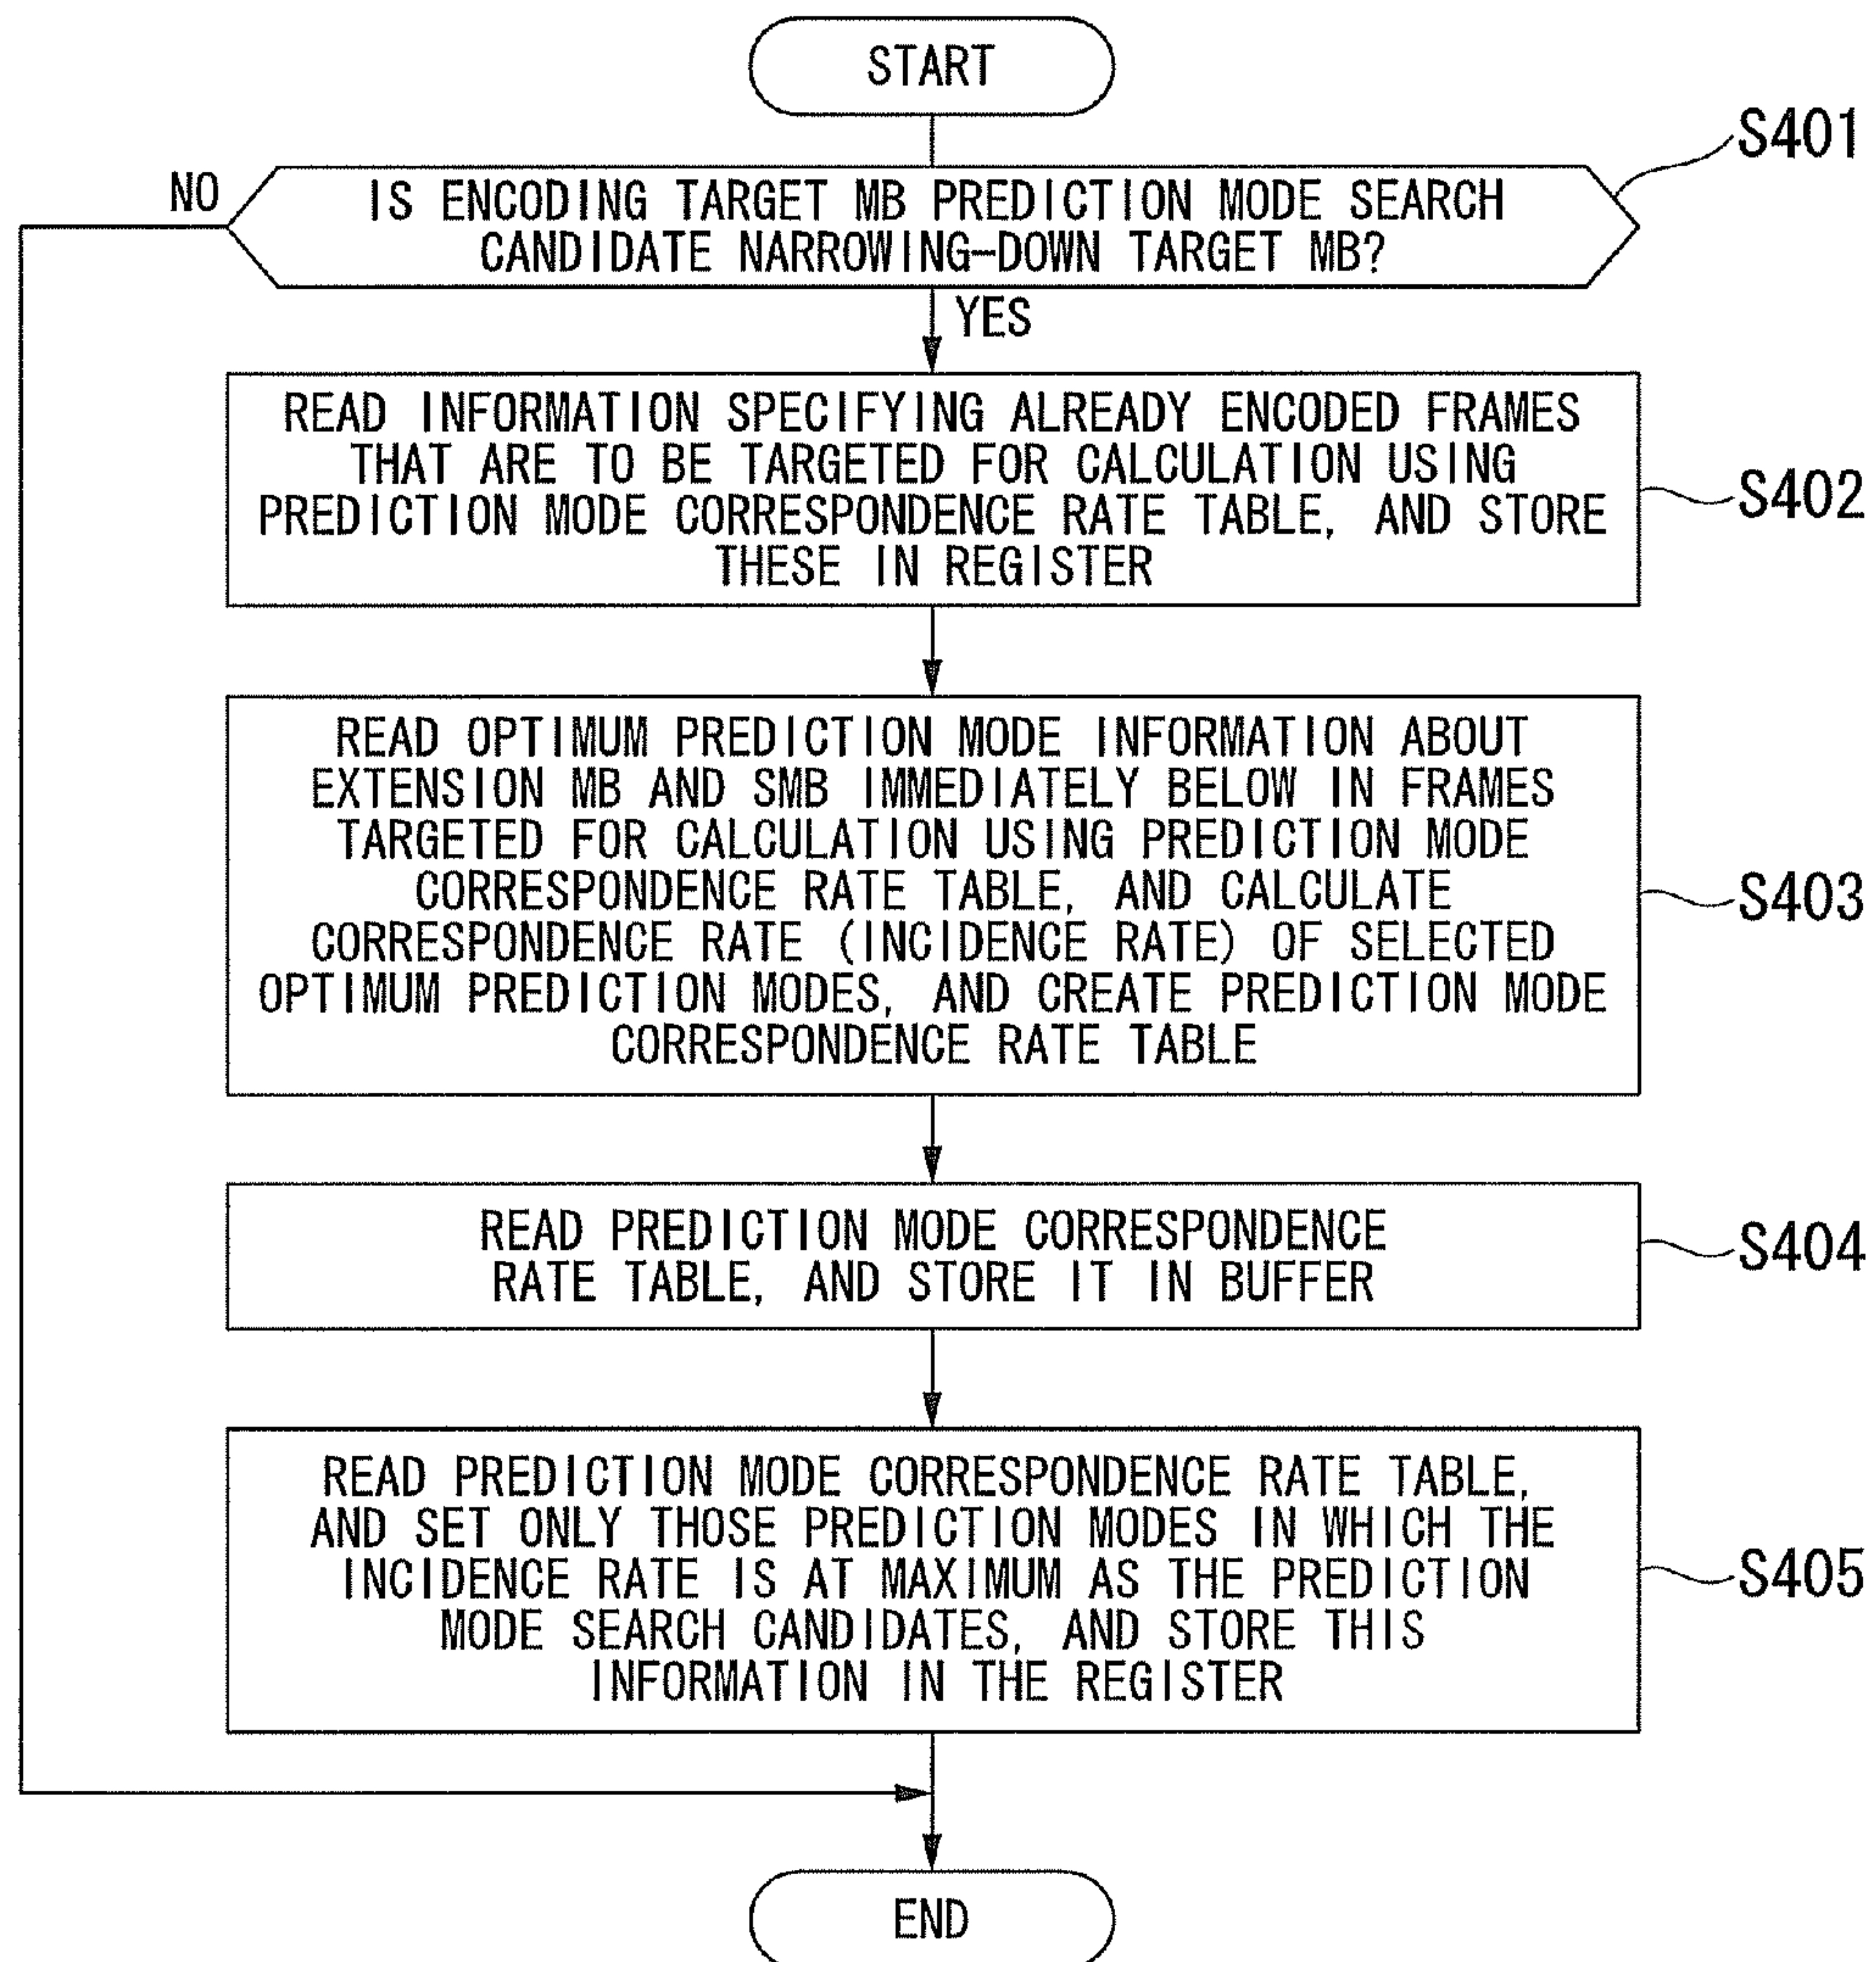 START
S401
NO
IS ENCODING TARGET MB PREDICTION MODE SEARCH
CANDIDATE NARROWING-DOWN TARGET MB?
YES
READ INFORMATION SPECIFYING ALREADY ENCODED FRAMES
THAT ARE TO BE TARGETED FOR CALCULATION USING
PREDICTION MODE CORRESPONDENCE RATE TABLE, AND STORE
THESE IN REGISTER
S402
READ OPTIMUM PREDICTION MODE INFORMATION ABOUT
EXTENSION MB AND SMB IMMEDIATELY BELOW IN FRAMES
TARGETED FOR CALCULATION USING PREDICTION MODE
CORRESPONDENCE RATE TABLE, AND CALCULATE
CORRESPONDENCE RATE (INCIDENCE RATE) OF SELECTED
OPTIMUM PREDICTION MODES, AND CREATE PREDICTION MODE
CORRESPONDENCE RATE TABLE
S403
READ PREDICTION MODE CORRESPONDENCE
RATE TABLE, AND STORE IT IN BUFFER
S404
READ PREDICTION MODE CORRESPONDENCE RATE TABLE,
AND SET ONLY THOSE PREDICTION MODES IN WHICH THE
INCIDENCE RATE IS AT MAXIMUM AS THE PREDICTION
MODE SEARCH CANDIDATES, AND STORE THIS
INFORMATION IN THE REGISTER
S405
END